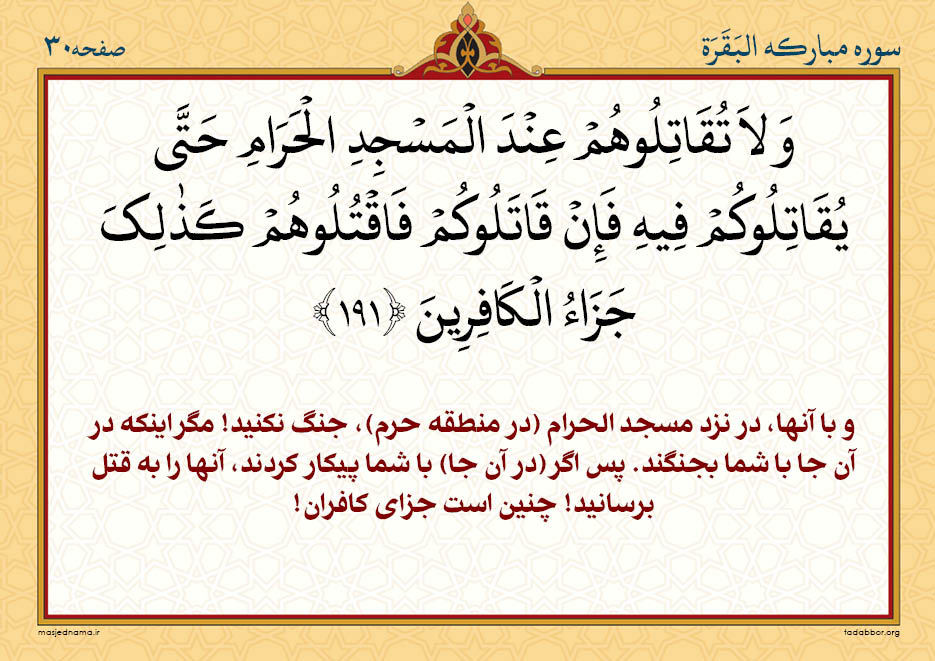 سوره مبارکه البَقَرَة
صفحه۳۰
وَ لاَ تُقَاتِلُوهُمْ عِنْدَ الْمَسْجِدِ الْحَرَامِ حَتَّى
يُقَاتِلُوكُمْ فِيهِ فَإِنْ قَاتَلُوكُمْ فَاقْتُلُوهُمْ کَذٰلِکَ
جَزَاءُ الْکَافِرِينَ ﴿۱۹۱﴾
و با آنها، در نزد مسجد الحرام (در منطقه حرم)، جنگ نکنید! مگر اینکه در
آن جا با شما بجنگند. پس اگر (در آن جا) با شما پیکار کردند، آنها را به قتل
برسانید! چنین است جزای کافران!
masjednama.ir
tadabbor.org